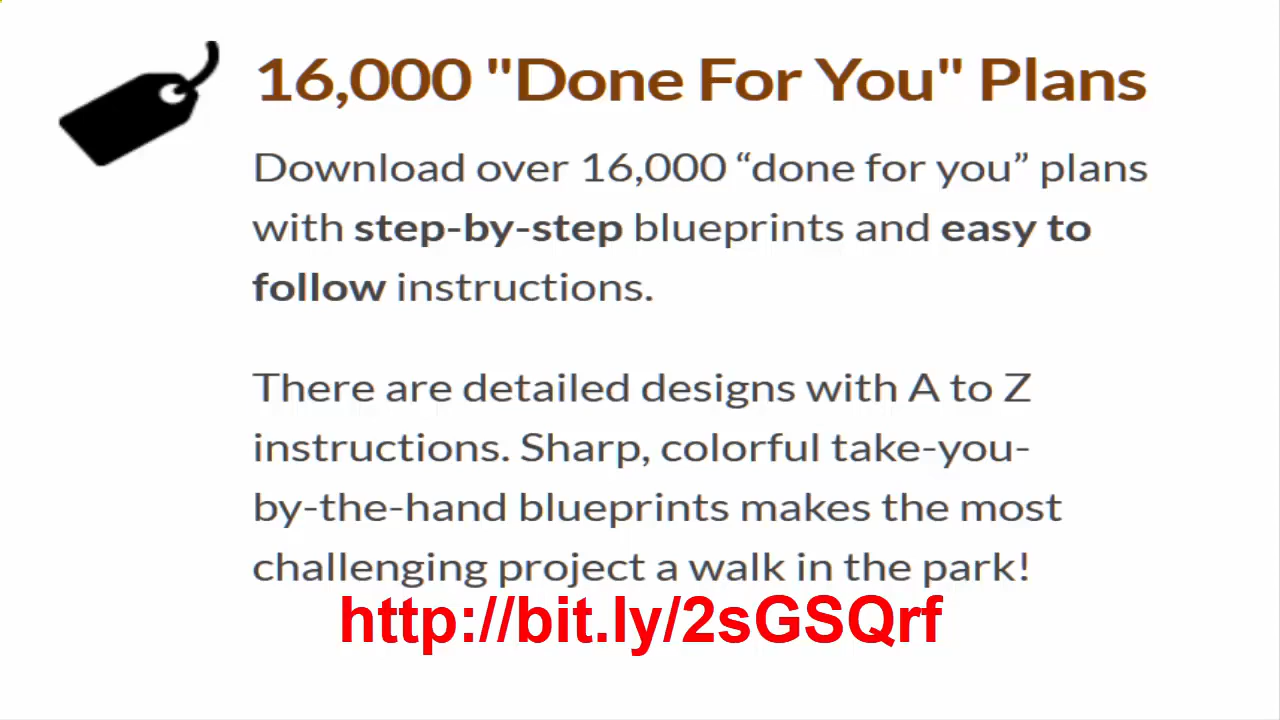 16,000 "Done For You" Plans
Download over 16,000 “done for you” plans
with step-by-step blueprints and easy to
follow instructions.
There are detailed designs with A to Z
instructions. Sharp, colorful take-you-
by-the-hand blueprints makes the most
challenging project a walk in the park!
http://bit.ly/2sGSQrf